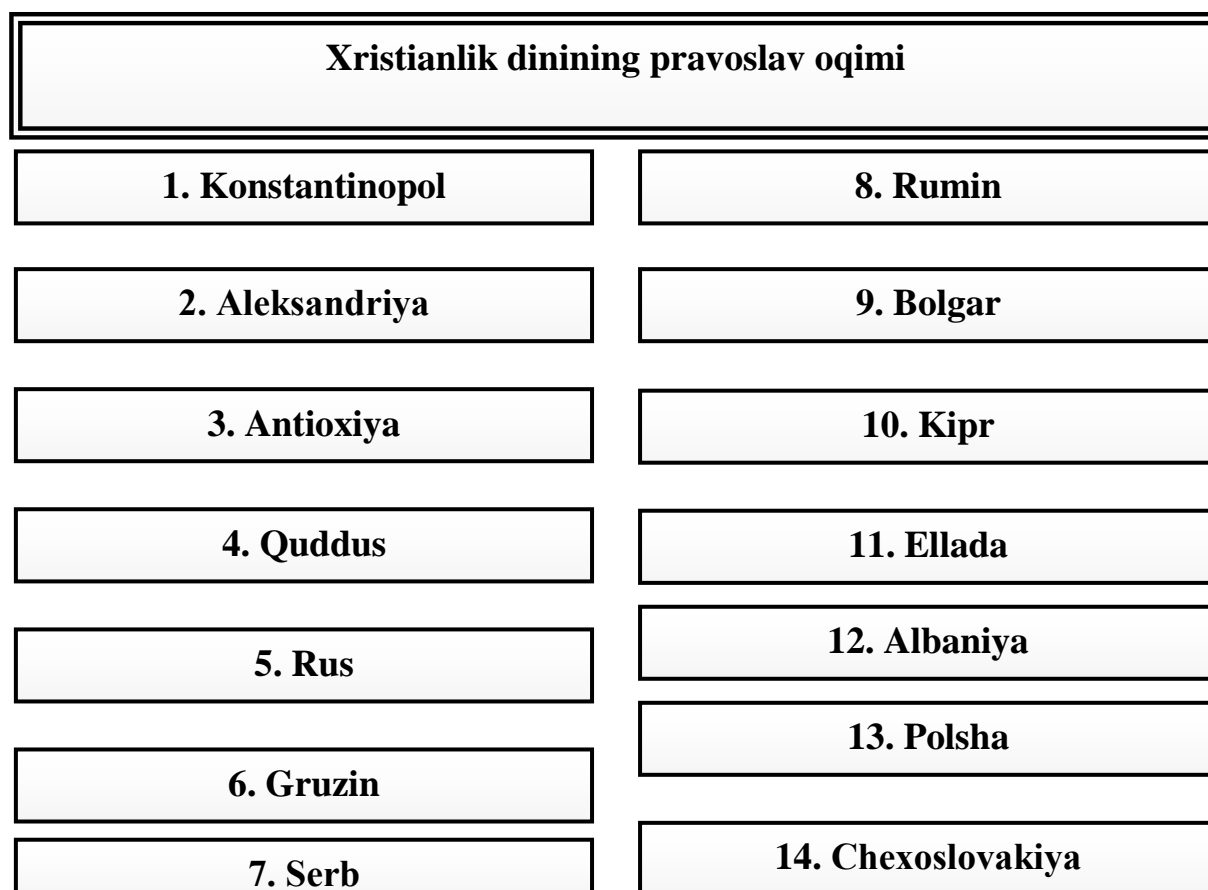 Xristianlik dinining pravoslav oqimi
1. Konstantinopol
2. Aleksandriya
3. Antioxiya
4. Quddus
5. Rus
6. Gruzin
7. Serb
8. Rumin
9. Bolgar
10. Kipr
11. Ellada
12. Albaniya
13. Polsha
14. Chexoslovakiya